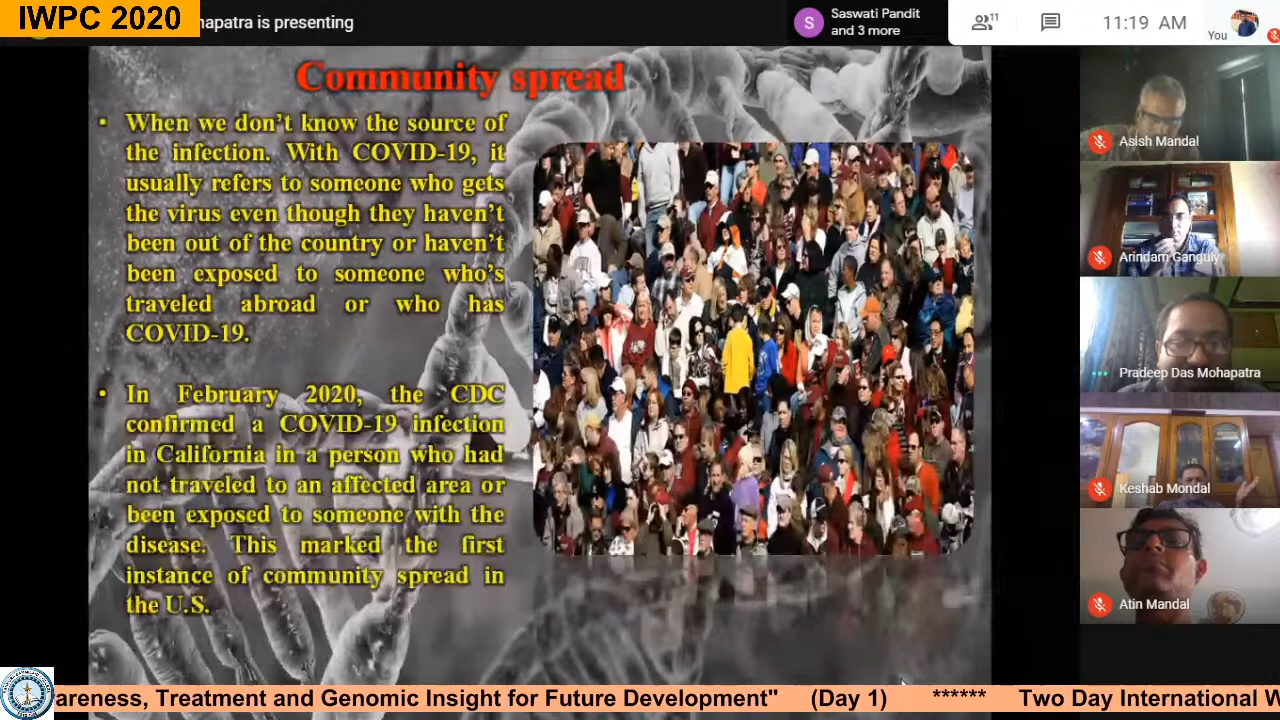 IWPC 2020
napatra is presenting
S
Saswati Pandit
and 3 more
11
11:19 AM
You
Community spread
• When we don't know the source of
the infection. With COVID-19, it
usually refers to someone who gets
the virus even though they haven't
been out of the country or haven't
been exposed to someone who's
traveled abroad or who has
COVID-19.
• In February 2020, the CDC
confirmed a COVID-19 infection
in California in a person who had
not traveled to an affected area or
been exposed to someone with the
disease. This marked the first
instance of community spread in
the U.S.
Asish Mandal
Arindam Ganguly
Pradeep Das Mohapatra
Keshab Mondal
Atin Mandal
areness, Treatment and Genomic Insight for Future Development" (Day 1) ****** Two Day International W